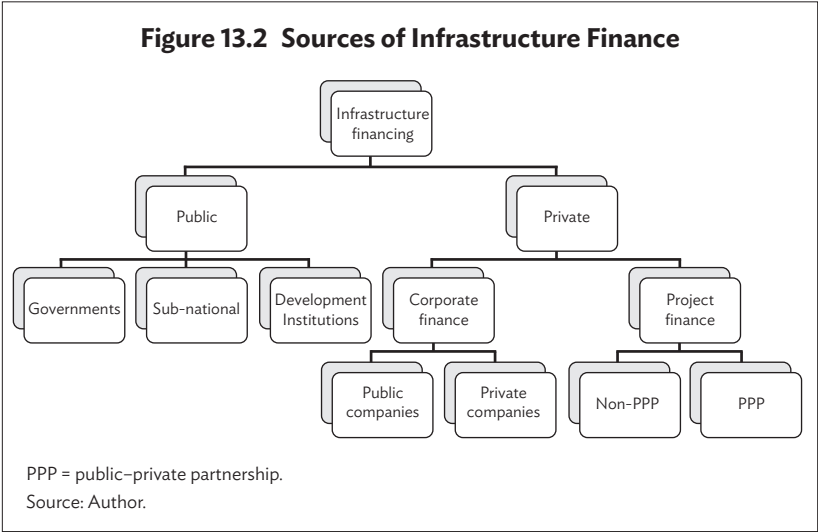 Figure 13.2 Sources of Infrastructure Finance
Infrastructure
financing
Public
Private
Governments
Sub-national
Development
Institutions
Corporate
finance
Project
finance
Public
companies
Private
companies
Non-PPP
PPP
PPP = public–private partnership.
Source: Author.